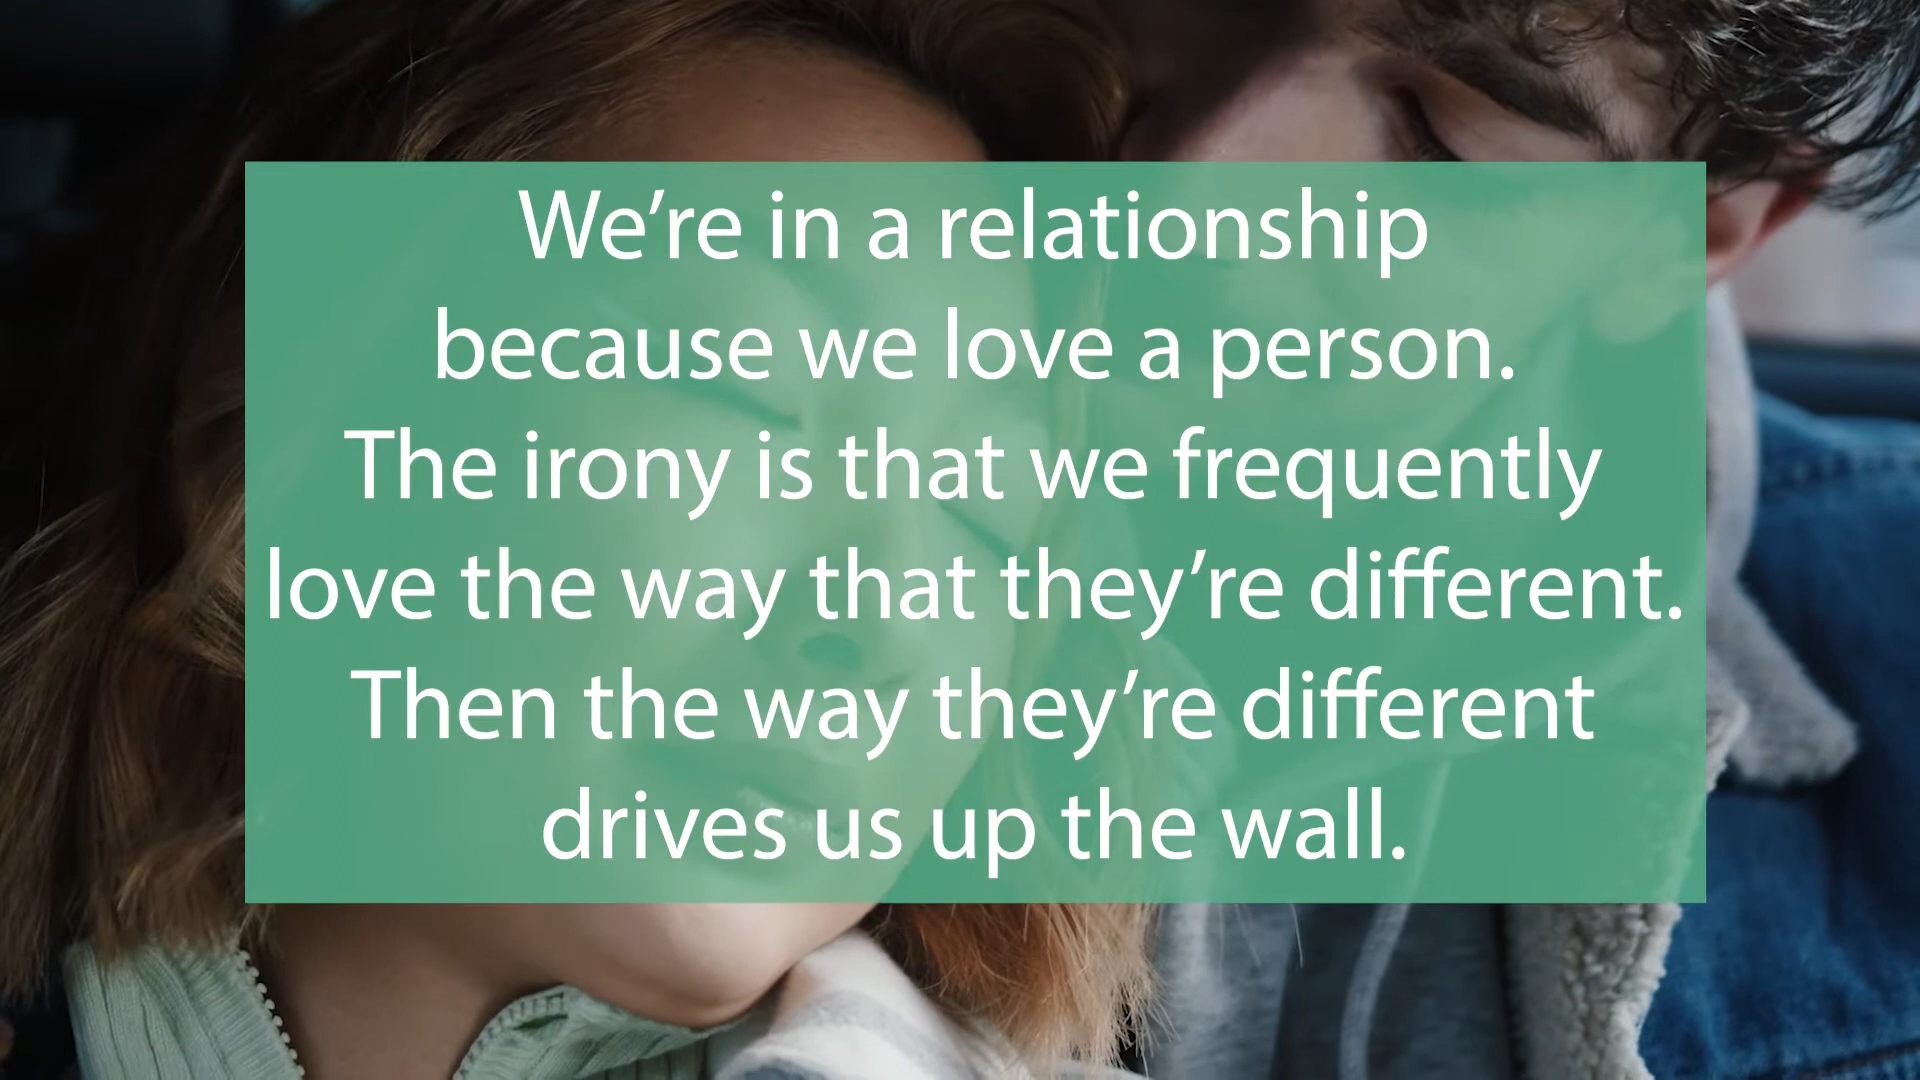 We’re in a relationship
because we love a person.
The irony is that we frequently
love the way that they’re different.
Then the way they’re different
drives us up the wall.